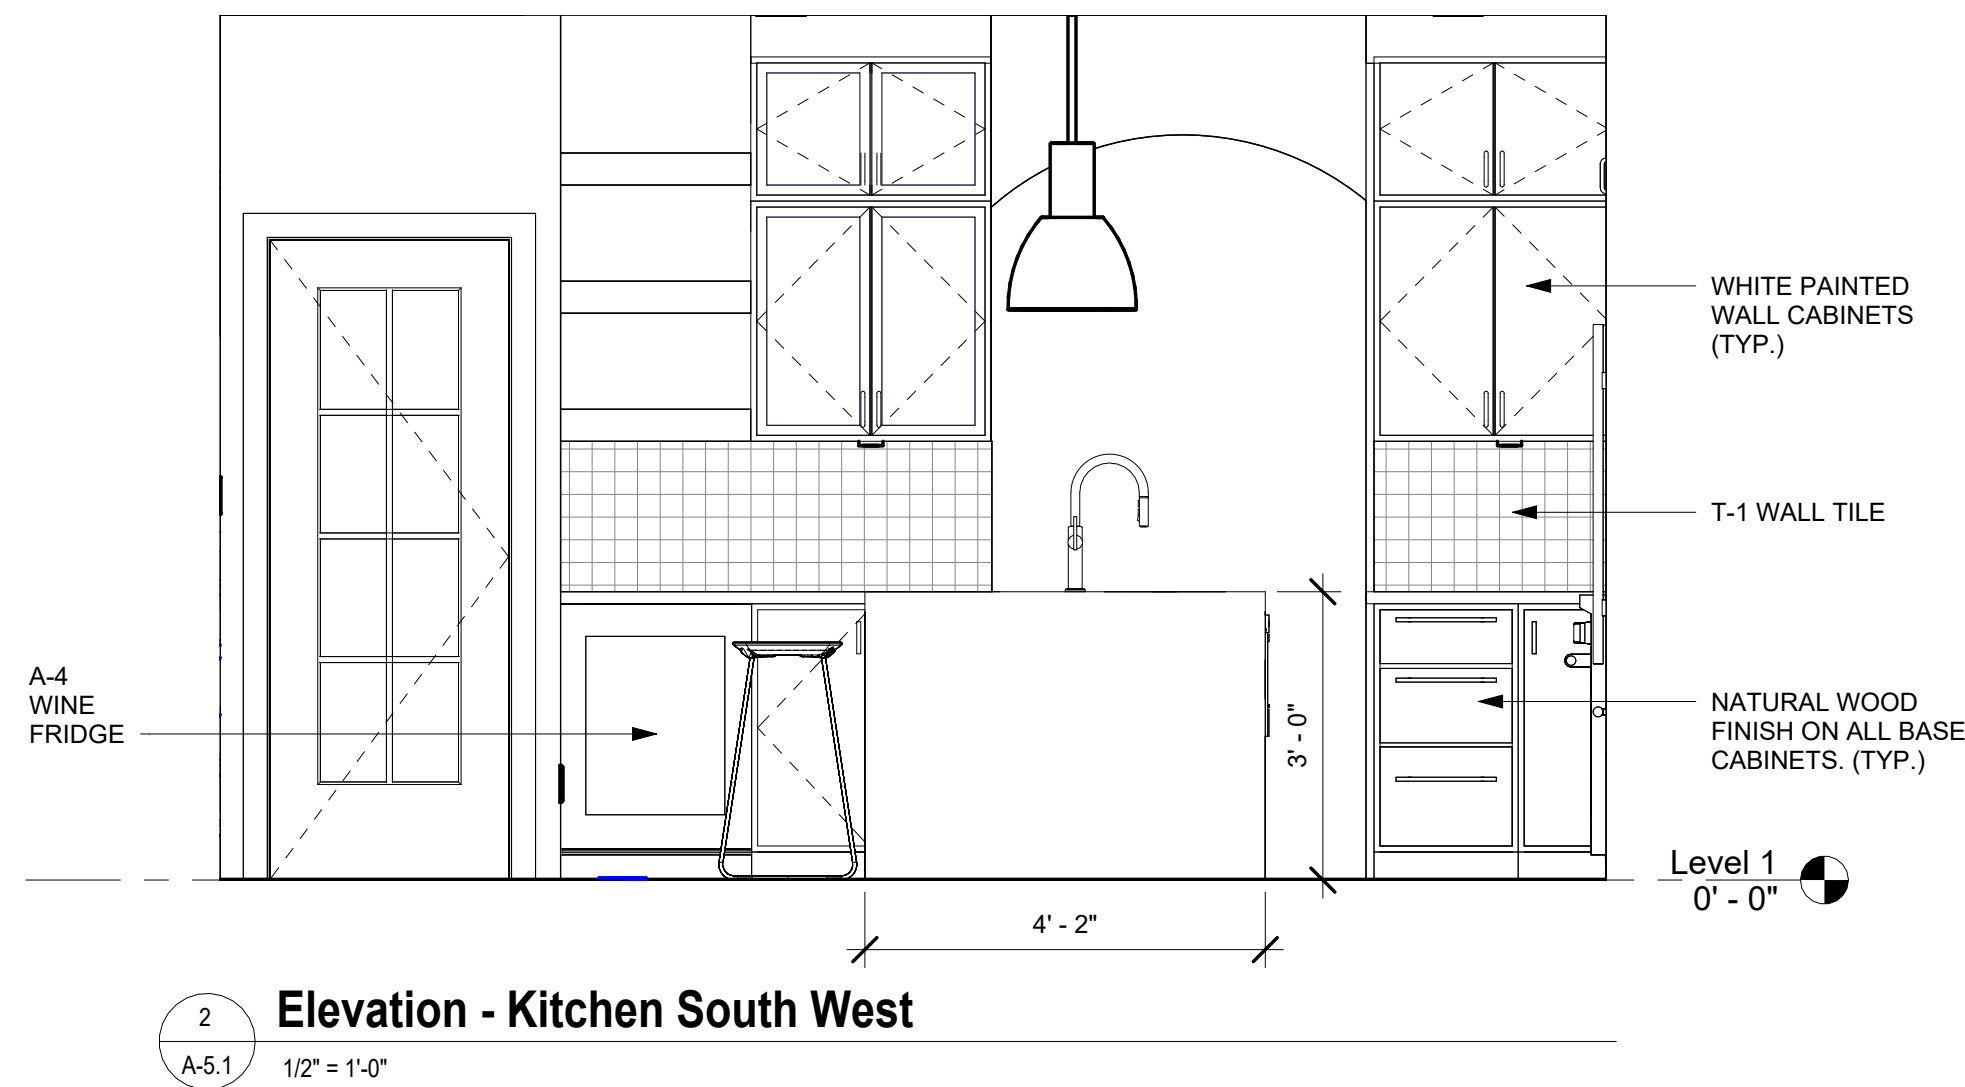 WHITE PAINTED
WALL CABINETS
(TYP.)
T-1 WALL TILE
A-4
WINE
FRIDGE
NATURAL WOOD
FINISH ON ALL BASE
CABINETS. (TYP.)
3' - 0"
Level 1
0' - 0"
4' - 2"
2
A-5.1
Elevation - Kitchen South West
1/2" = 1'-0"